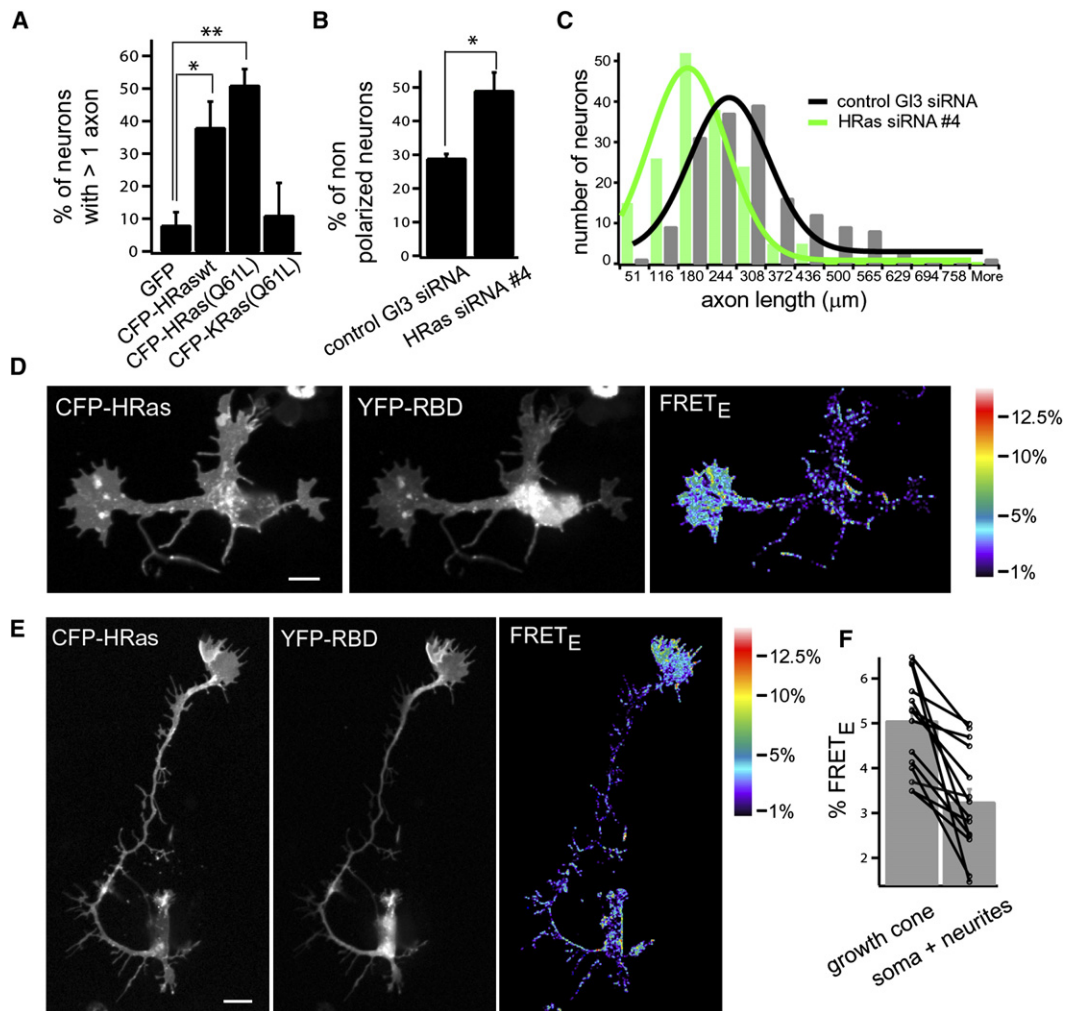 A
% of neurons
with > 1 axon
60
50
40
30
20
10
0
*
**
GFP
CFP-HRaswt
CFP-HRas(Q61L)
CFP-KRas(Q61L)
B
% of non
polarized neurons
50
40
30
20
10
0
*
control Gl3 siRNA
HRas siRNA #4
C
number of neurons
50
40
30
20
10
0
control Gl3 siRNA
HRas siRNA #4
51 116 180 244 308 372 436 500 565 629 694 758 More
axon length (μm)
D
CFP-HRas
YFP-RBD
FRETE
12.5%
10%
5%
1%
E
CFP-HRas
YFP-RBD
FRETE
12.5%
10%
5%
1%
F
% FRETE
6
5
4
3
2
growth cone
soma + neurites